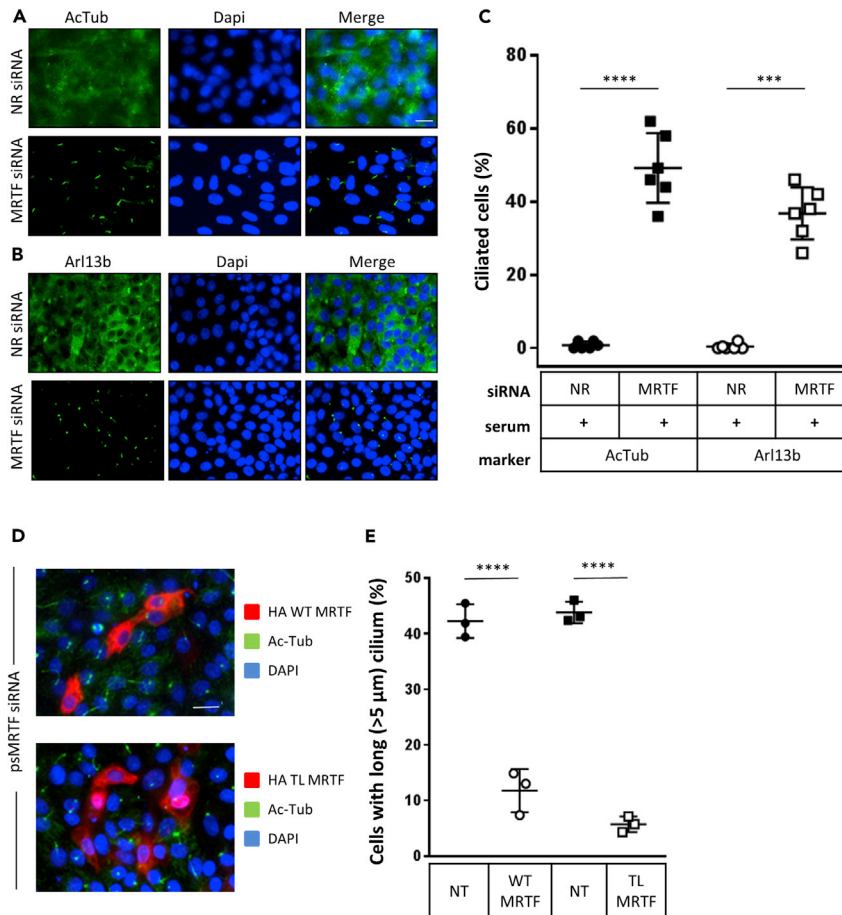 A
AcTub Dapi Merge
NR siRNA
MRTF siRNA
B
Arl13b Dapi Merge
NR siRNA
MRTF siRNA
C
Ciliated cells (%)
80
60
40
20
0
**** ***
siRNA NR MRTF NR MRTF
serum + + + +
marker AcTub Arl13b
D
psMRTF siRNA
HA WT MRTF
Ac-Tub
DAPI
HA TL MRTF
Ac-Tub
DAPI
E
Cells with long (>5 μm) cilium (%)
50
40
30
20
10
0
**** ****
NT WT MRTF NT TL MRTF